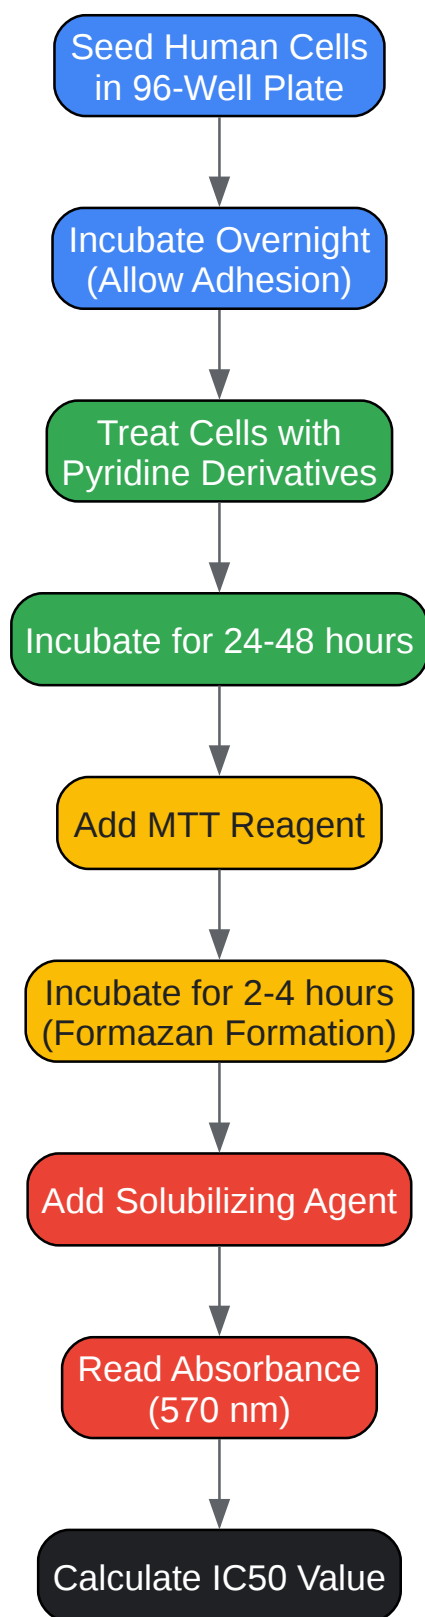 Seed Human Cells
in 96-Well Plate
Incubate Overnight
(Allow Adhesion)
Treat Cells with
Pyridine Derivatives
Incubate for 24-48 hours
Add MTT Reagent
Incubate for 2-4 hours
(Formazan Formation)
Add Solubilizing Agent
Read Absorbance
(570 nm)
Calculate IC50 Value